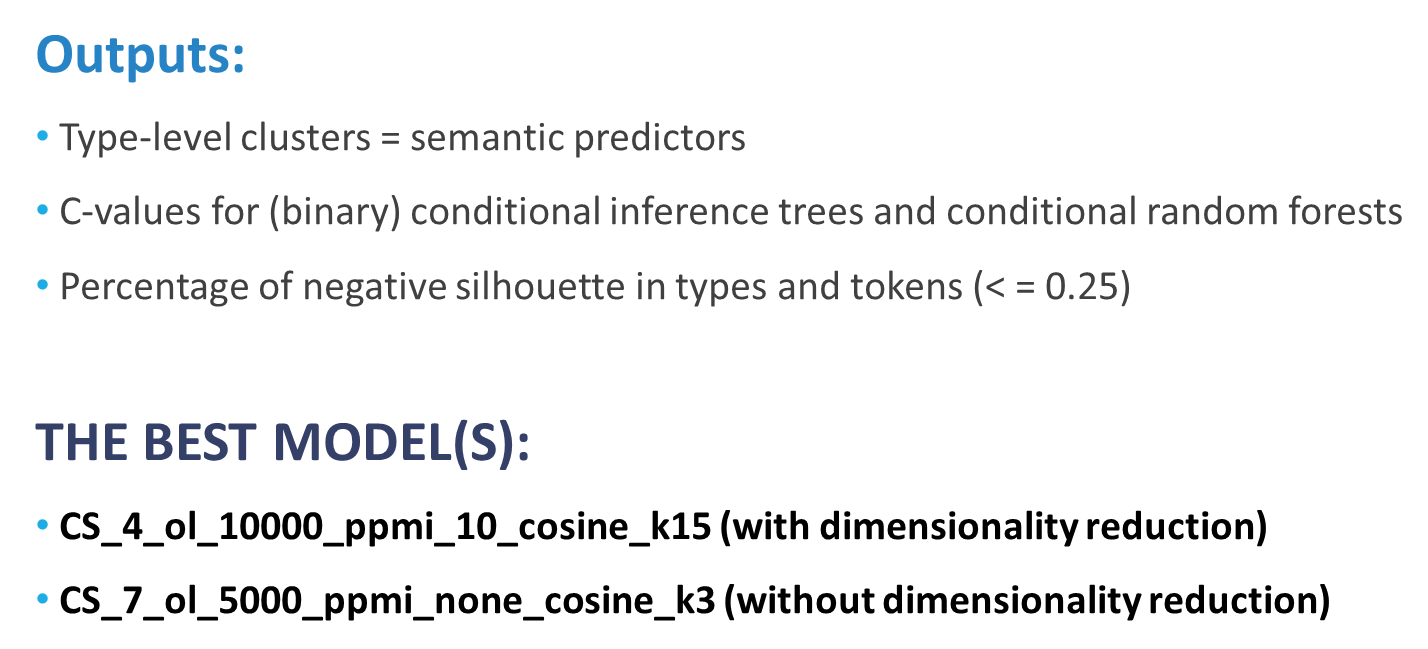 Outputs:
• Type-level clusters = semantic predictors
• C-values for (binary) conditional inference trees and conditional random forests
• Percentage of negative silhouette in types and tokens (< = 0.25)
THE BEST MODEL(S):
• CS_4_ol_10000_ppmi_10_cosine_k15 (with dimensionality reduction)
• CS_7_ol_5000_ppmi_none_cosine_k3 (without dimensionality reduction)